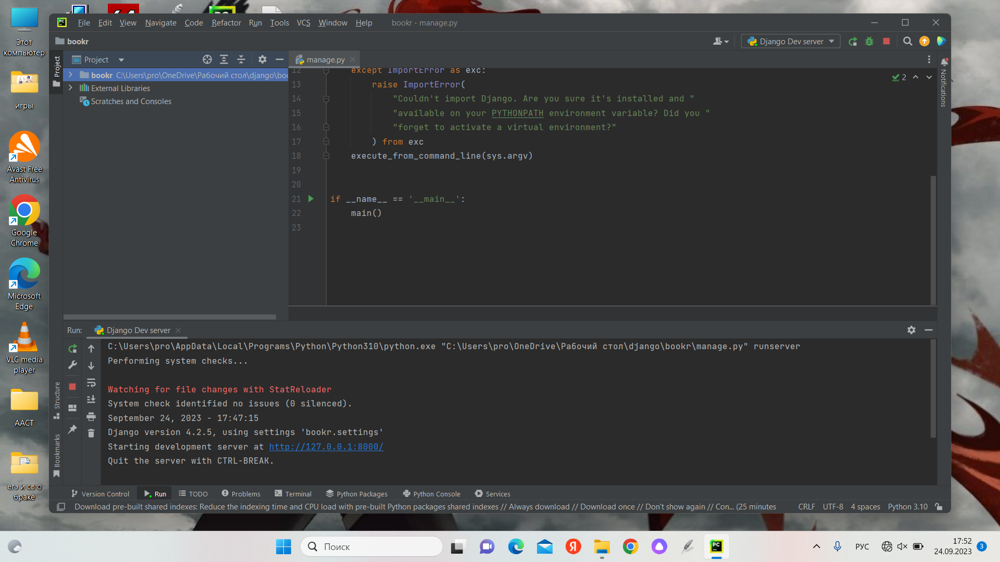 Этот
компьютер
игры
Avast Free
Antivirus
Google
Chrome
Microsoft
Edge
VLC media
player
ААСТ
егэ и св о
браке
PC
File Edit View Navigate Code Refactor Run Tools VCS Window Help bookr - manage.py
bookr
Django Dev server
Project
Project
manage.py
bookr C:\Users\pro\OneDrive\Рабочий стол\django\boo
External Libraries
Scratches and Consoles
12 except ImportError as exc:
13 raise ImportError(
14 "Couldn't import Django. Are you sure it's installed and "
15 "available on your PYTHONPATH environment variable? Did you "
16 "forget to activate a virtual environment?"
17 ) from exc
18 execute_from_command_line(sys.argv)
19
20
21 if __name__ == '__main__':
22 main()
23
2
Notifications
Run: Django Dev server
C:\Users\pro\AppData\Local\Programs\Python\Python310\python.exe "C:\Users\pro\OneDrive\Рабочий стол\django\bookr\manage.py" runserver
Performing system checks...
Watching for file changes with StatReloader
System check identified no issues (0 silenced).
September 24, 2023 - 17:47:15
Django version 4.2.5, using settings 'bookr.settings'
Starting development server at http://127.0.0.1:8000/
Quit the server with CTRL-BREAK.
Structure
Bookmarks
Version Control Run TODO Problems Terminal Python Packages Python Console Services
Download pre-built shared indexes: Reduce the indexing time and CPU load with pre-built Python packages shared indexes // Always download // Download once // Don't show again // Con... (25 minutes CRLF UTF-8 4 spaces Python 3.10
Поиск
Я
PC
РУС
17:52
24.09.2023
3